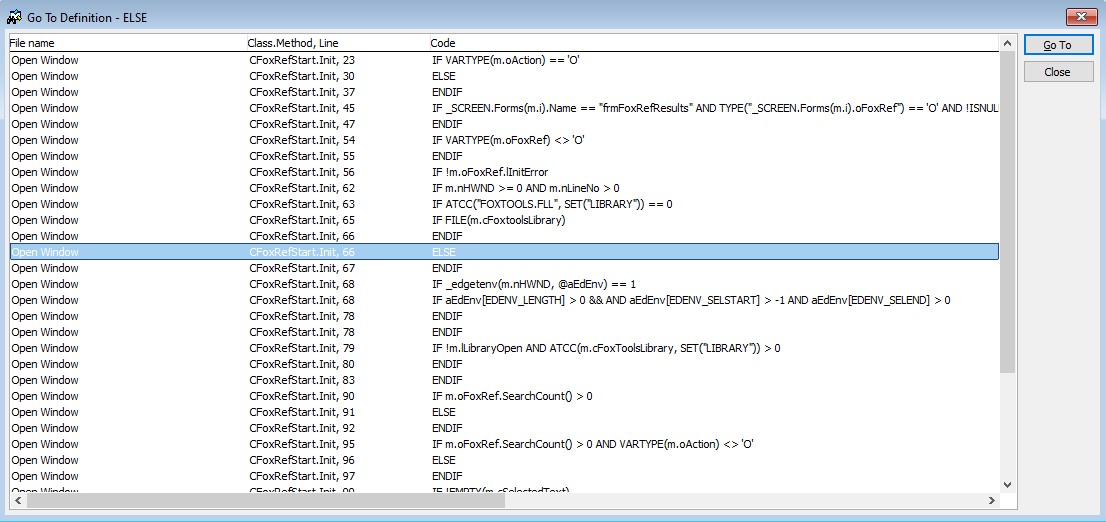 Go To Definition - ELSE
File name Class.Method, Line Code
Open Window CFoxRefStart.Init, 23 IF VARTYPE(m.oAction) == 'O'
Open Window CFoxRefStart.Init, 30 ELSE
Open Window CFoxRefStart.Init, 37 ENDIF
Open Window CFoxRefStart.Init, 45 IF _SCREEN.Forms(m.i).Name == "frmFoxRefResults" AND TYPE("_SCREEN.Forms(m.i).oFoxRef") == 'O' AND !ISNUL
Open Window CFoxRefStart.Init, 47 ENDIF
Open Window CFoxRefStart.Init, 54 IF VARTYPE(m.oFoxRef) <> 'O'
Open Window CFoxRefStart.Init, 55 ENDIF
Open Window CFoxRefStart.Init, 56 IF !m.oFoxRef.lInitError
Open Window CFoxRefStart.Init, 62 IF m.nHWND >= 0 AND m.nLineNo > 0
Open Window CFoxRefStart.Init, 63 IF ATCC("FOXTOOLS.FLL", SET("LIBRARY")) == 0
Open Window CFoxRefStart.Init, 65 IF FILE(m.cFoxtoolsLibrary)
Open Window CFoxRefStart.Init, 66 ENDIF
Open Window CFoxRefStart.Init, 66 ELSE
Open Window CFoxRefStart.Init, 67 ENDIF
Open Window CFoxRefStart.Init, 68 IF _edgetenv(m.nHWND, @aEdEnv) == 1
Open Window CFoxRefStart.Init, 68 IF aEdEnv[EDENV_LENGTH] > 0 && AND aEdEnv[EDENV_SELSTART] > -1 AND aEdEnv[EDENV_SELEND] > 0
Open Window CFoxRefStart.Init, 78 ENDIF
Open Window CFoxRefStart.Init, 78 ENDIF
Open Window CFoxRefStart.Init, 79 IF !m.lLibraryOpen AND ATCC(m.cFoxToolsLibrary, SET("LIBRARY")) > 0
Open Window CFoxRefStart.Init, 80 ENDIF
Open Window CFoxRefStart.Init, 83 ENDIF
Open Window CFoxRefStart.Init, 90 IF m.oFoxRef.SearchCount() > 0
Open Window CFoxRefStart.Init, 91 ELSE
Open Window CFoxRefStart.Init, 92 ENDIF
Open Window CFoxRefStart.Init, 95 IF m.oFoxRef.SearchCount() > 0 AND VARTYPE(m.oAction) <> 'O'
Open Window CFoxRefStart.Init, 96 ELSE
Open Window CFoxRefStart.Init, 97 ENDIF
Open Window CFoxRefStart.Init, 99 IF !EMPTY(m.cSelectedText)
Go To
Close